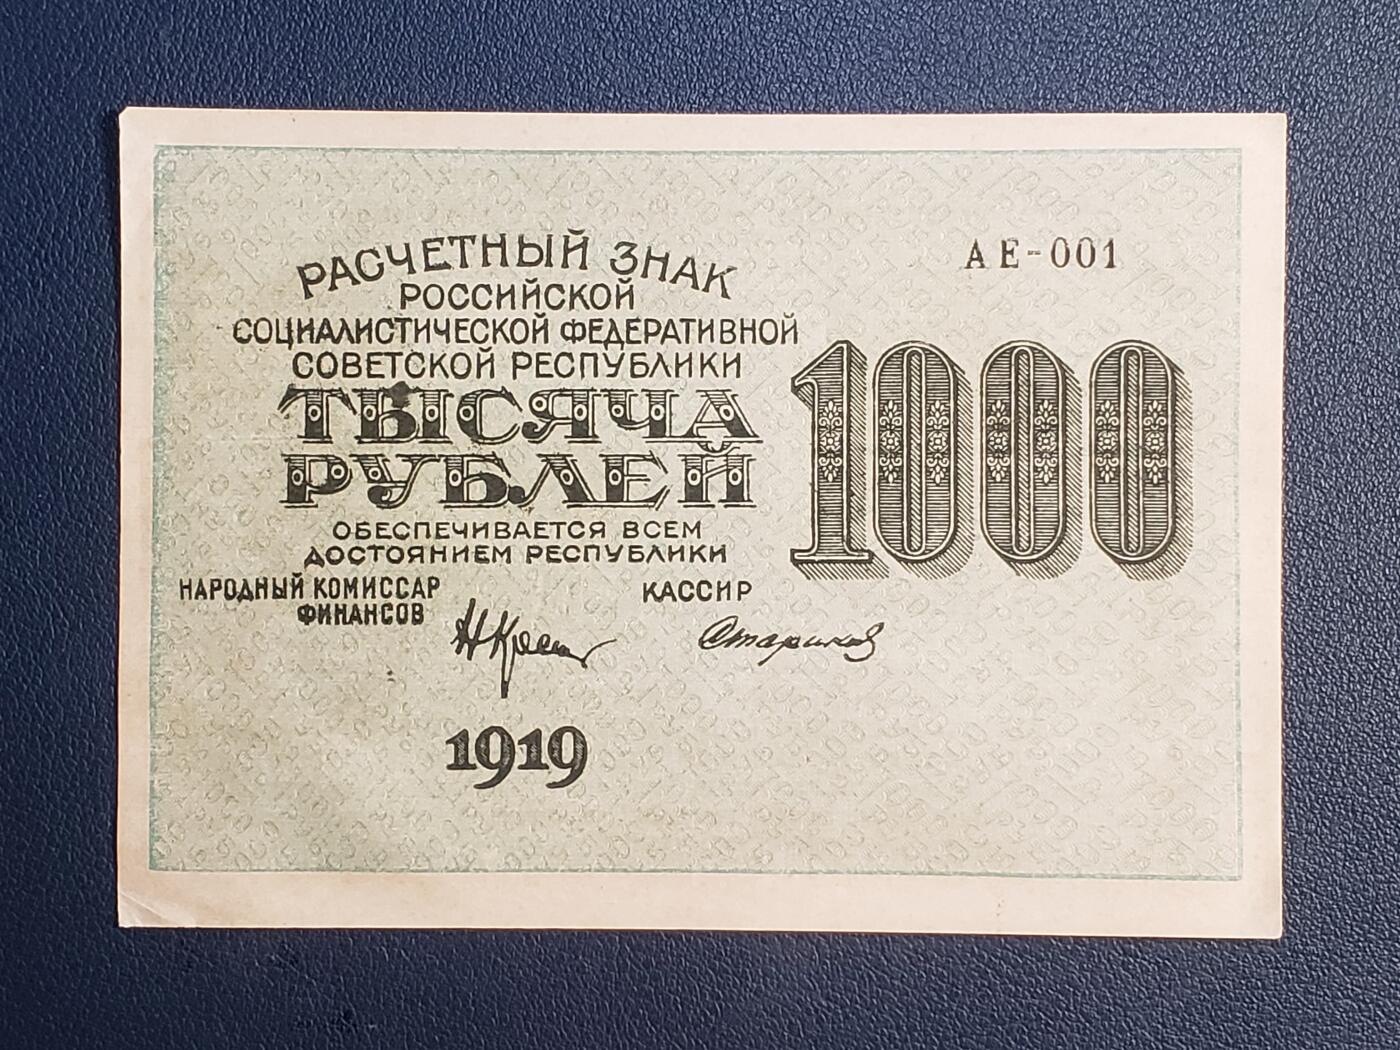 РАСЧЕТНЫЙ ЗНАК
РОССИЙСКОЙ
СОЦИАЛИСТИЧЕСКОЙ ФЕДЕРАТИВНОЙ
СОВЕТСКОЙ РЕСПУБЛИКИ
ТЫСЯЧА
РУБЛЕЙ
ОБЕСПЕЧИВАЕТСЯ ВСЕМ
ДОСТОЯНИЕМ РЕСПУБЛИКИ
АЕ-001
1000
НАРОДНЫЙ КОМИССАР
ФИНАНСОВ
КАССИР
1919